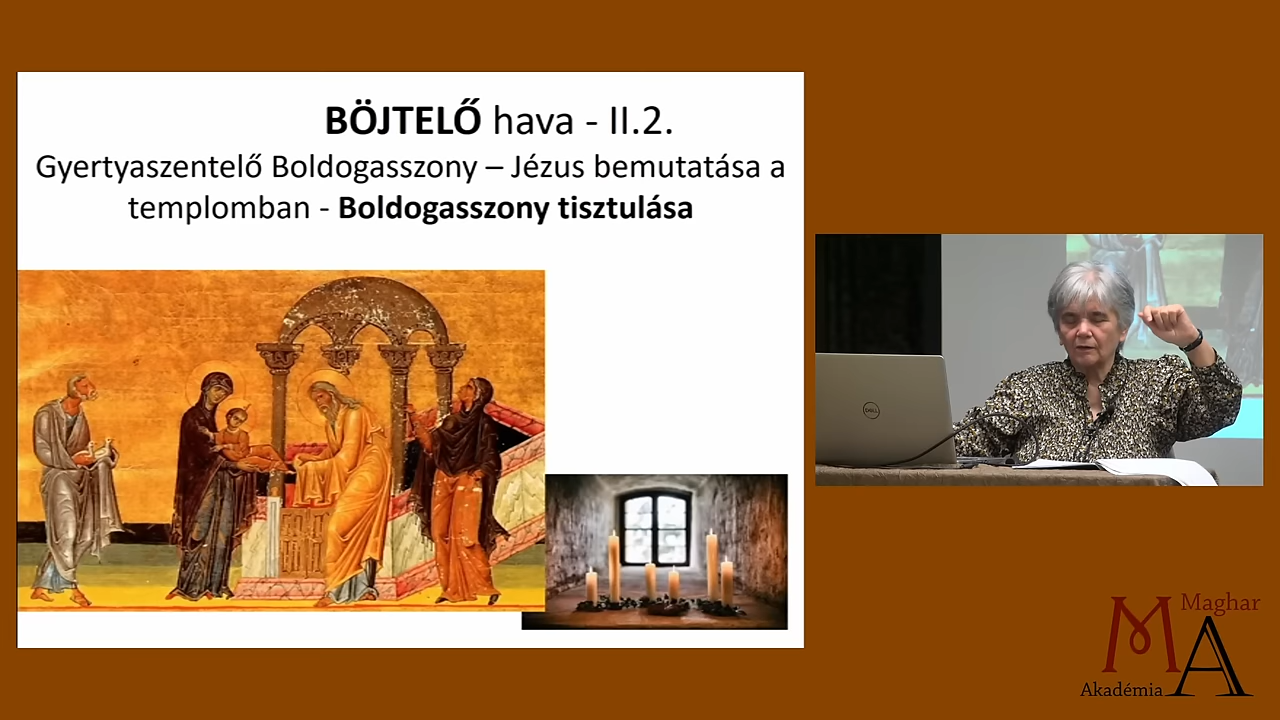 BÖJTELŐ hava - II.2.
Gyertyaszentelő Boldogasszony – Jézus bemutatása a
templomban - Boldogasszony tisztulása
DELL
Maghar
MA
Akadémia